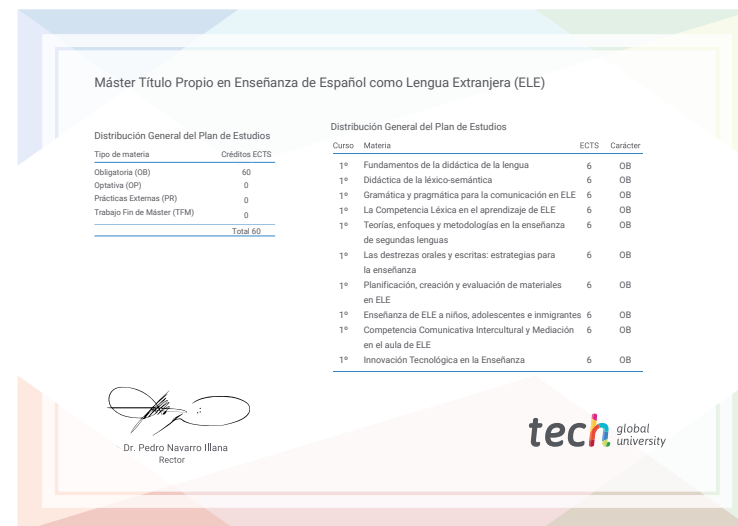 Máster Título Propio en Enseñanza de Español como Lengua Extranjera (ELE)
Distribución General del Plan de Estudios
Tipo de materia Créditos ECTS
Obligatoria (OB) 60
Optativa (OP) 0
Prácticas Externas (PR) 0
Trabajo Fin de Máster (TFM) 0
Total 60
Distribución General del Plan de Estudios
Curso Materia ECTS Carácter
1º Fundamentos de la didáctica de la lengua 6 OB
1º Didáctica de la léxico-semántica 6 OB
1º Gramática y pragmática para la comunicación en ELE 6 OB
1º La Competencia Léxica en el aprendizaje de ELE 6 OB
1º Teorías, enfoques y metodologías en la enseñanza 6 OB
de segundas lenguas
1º Las destrezas orales y escritas: estrategias para 6 OB
la enseñanza
1º Planificación, creación y evaluación de materiales 6 OB
en ELE
1º Enseñanza de ELE a niños, adolescentes e inmigrantes 6 OB
1º Competencia Comunicativa Intercultural y Mediación 6 OB
en el aula de ELE
1º Innovación Tecnológica en la Enseñanza 6 OB
Dr. Pedro Navarro Illana
Rector
tech global
university